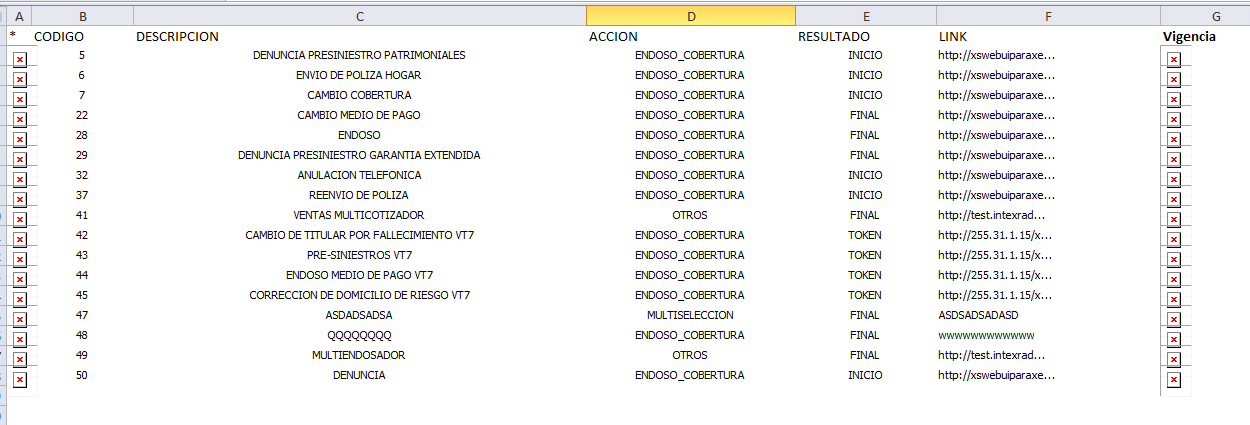 A B C D E F G
* CODIGO DESCRIPCION ACCION RESULTADO LINK Vigencia
5 DENUNCIA PRESINIESTRO PATRIMONIALES ENDOSO_COBERTURA INICIO http://xswebuiparaxe...
6 ENVIO DE POLIZA HOGAR ENDOSO_COBERTURA INICIO http://xswebuiparaxe...
7 CAMBIO COBERTURA ENDOSO_COBERTURA INICIO http://xswebuiparaxe...
22 CAMBIO MEDIO DE PAGO ENDOSO_COBERTURA FINAL http://xswebuiparaxe...
28 ENDOSO ENDOSO_COBERTURA FINAL http://xswebuiparaxe...
29 DENUNCIA PRESINIESTRO GARANTIA EXTENDIDA ENDOSO_COBERTURA FINAL http://xswebuiparaxe...
32 ANULACION TELEFONICA ENDOSO_COBERTURA INICIO http://xswebuiparaxe...
37 REENVIO DE POLIZA ENDOSO_COBERTURA INICIO http://xswebuiparaxe...
41 VENTAS MULTICOTIZADOR OTROS FINAL http://test.intexrad...
42 CAMBIO DE TITULAR POR FALLECIMIENTO VT7 ENDOSO_COBERTURA TOKEN http://255.31.1.15/x...
43 PRE-SINIESTROS VT7 ENDOSO_COBERTURA TOKEN http://255.31.1.15/x...
44 ENDOSO MEDIO DE PAGO VT7 ENDOSO_COBERTURA TOKEN http://255.31.1.15/x...
45 CORRECCION DE DOMICILIO DE RIESGO VT7 ENDOSO_COBERTURA TOKEN http://255.31.1.15/x...
47 ASDADSADSA MULTISELECCION FINAL ASDSADSADASD
48 QQQQQQQQ ENDOSO_COBERTURA FINAL wwwwwwwwwwww
49 MULTIENDOSADOR OTROS FINAL http://test.intexrad...
50 DENUNCIA ENDOSO_COBERTURA INICIO http://xswebuiparaxe...